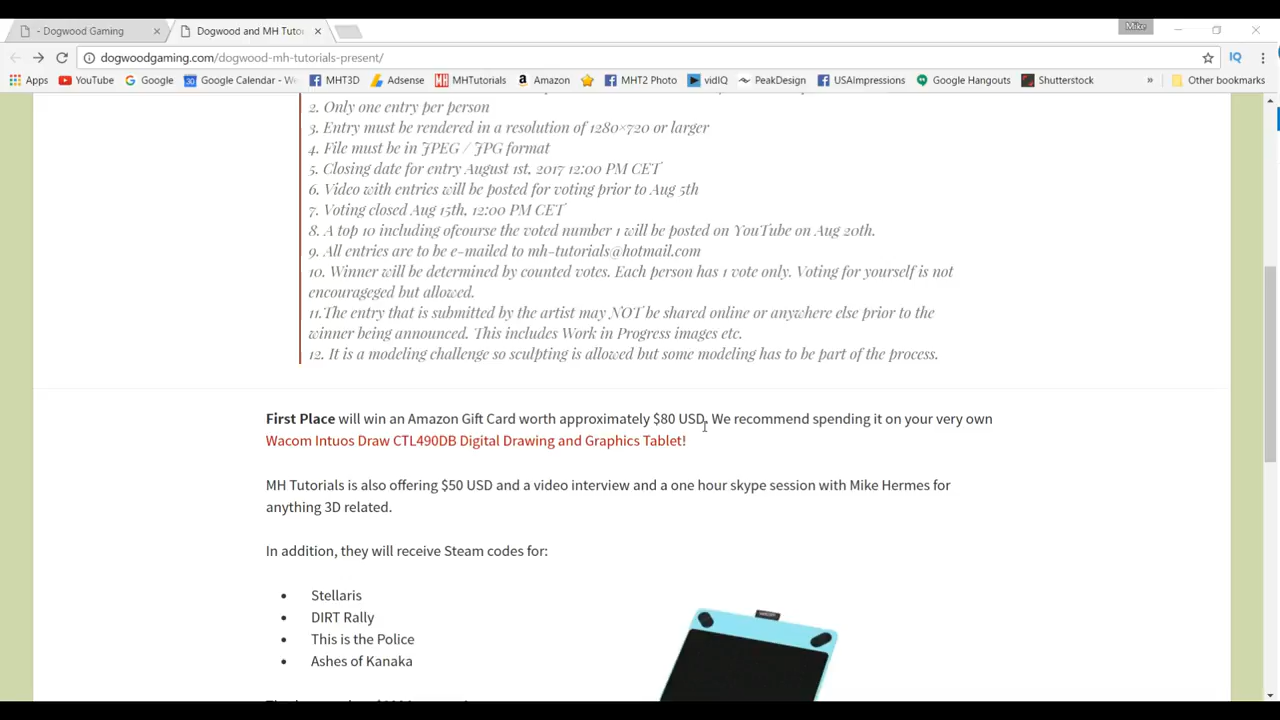 - Dogwood Gaming
Dogwood and MH Tuto
Mike
dogwoodgaming.com/dogwood-mh-tutorials-present/
IQ
Apps YouTube Google Google Calendar - We MHT3D Adsense MHTutorials Amazon MHT2 Photo vidIQ PeakDesign USAImpressions Google Hangouts Shutterstock » Other bookmarks
2. Only one entry per person
3. Entry must be rendered in a resolution of 1280×720 or larger
4. File must be in JPEG / JPG format
5. Closing date for entry August 1st, 2017 12:00 PM CET
6. Video with entries will be posted for voting prior to Aug 5th
7. Voting closed Aug 15th, 12:00 PM CET
8. A top 10 including ofcourse the voted number 1 will be posted on YouTube on Aug 20th.
9. All entries are to be e-mailed to mh-tutorials@hotmail.com
10. Winner will be determined by counted votes. Each person has 1 vote only. Voting for yourself is not
encourageged but allowed.
11.The entry that is submitted by the artist may NOT be shared online or anywhere else prior to the
winner being announced. This includes Work in Progress images etc.
12. It is a modeling challenge so sculpting is allowed but some modeling has to be part of the process.
First Place will win an Amazon Gift Card worth approximately $80 USD. We recommend spending it on your very own
Wacom Intuos Draw CTL490DB Digital Drawing and Graphics Tablet!
MH Tutorials is also offering $50 USD and a video interview and a one hour skype session with Mike Hermes for
anything 3D related.
In addition, they will receive Steam codes for:
• Stellaris
• DIRT Rally
• This is the Police
• Ashes of Kanaka